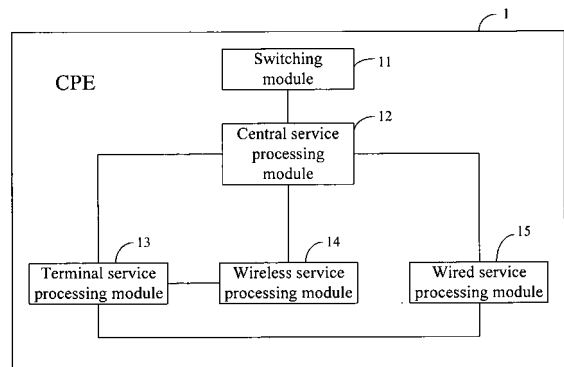 1
Switching
module
11
CPE
12
Central service
processing
module
13
14
15
Terminal service
processing module
Wireless service
processing module
Wired service
processing module